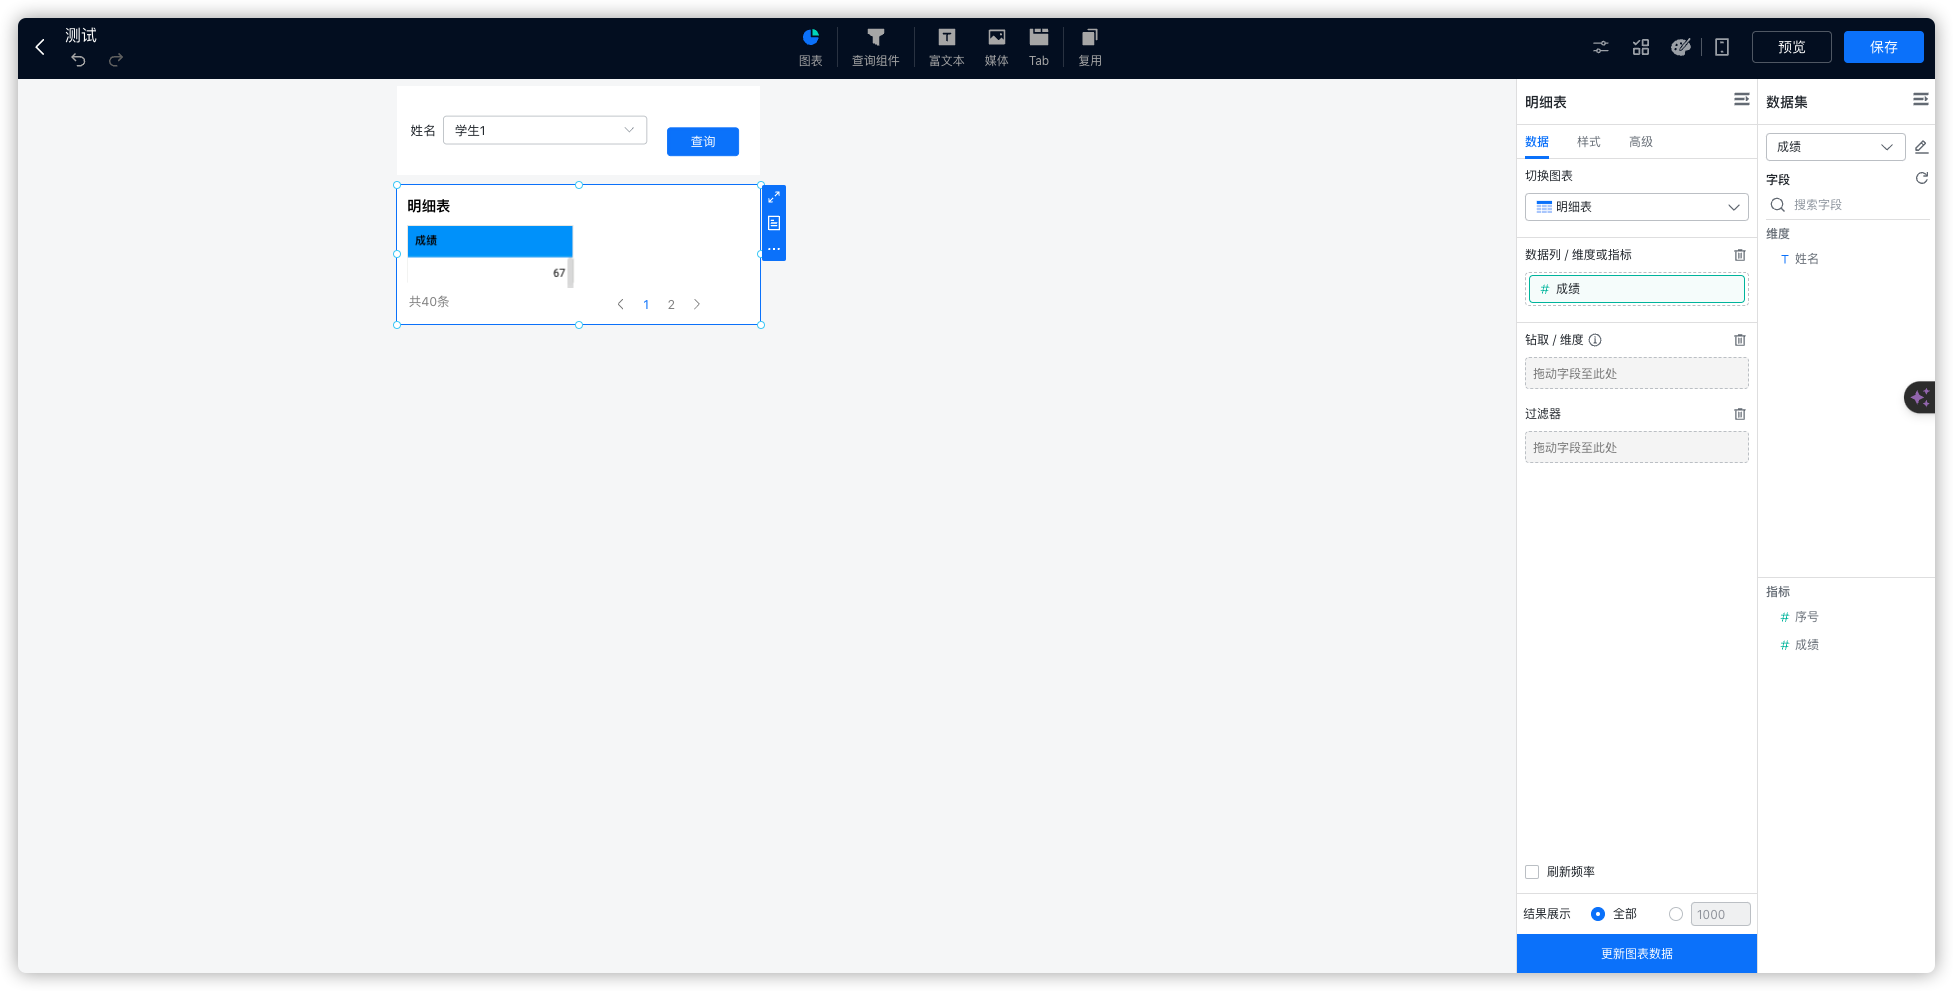 测试
图表
查询组件
富文本
媒体
Tab
复用
预览
保存
姓名
学生1
查询
明细表
成绩
67
共40条
1
2
明细表
数据
样式
高级
切换图表
明细表
数据列 / 维度或指标
# 成绩
钻取 / 维度
拖动字段至此处
过滤器
拖动字段至此处
刷新频率
结果展示
全部
1000
更新图表数据
数据集
成绩
字段
搜索字段
维度
T 姓名
指标
# 序号
# 成绩